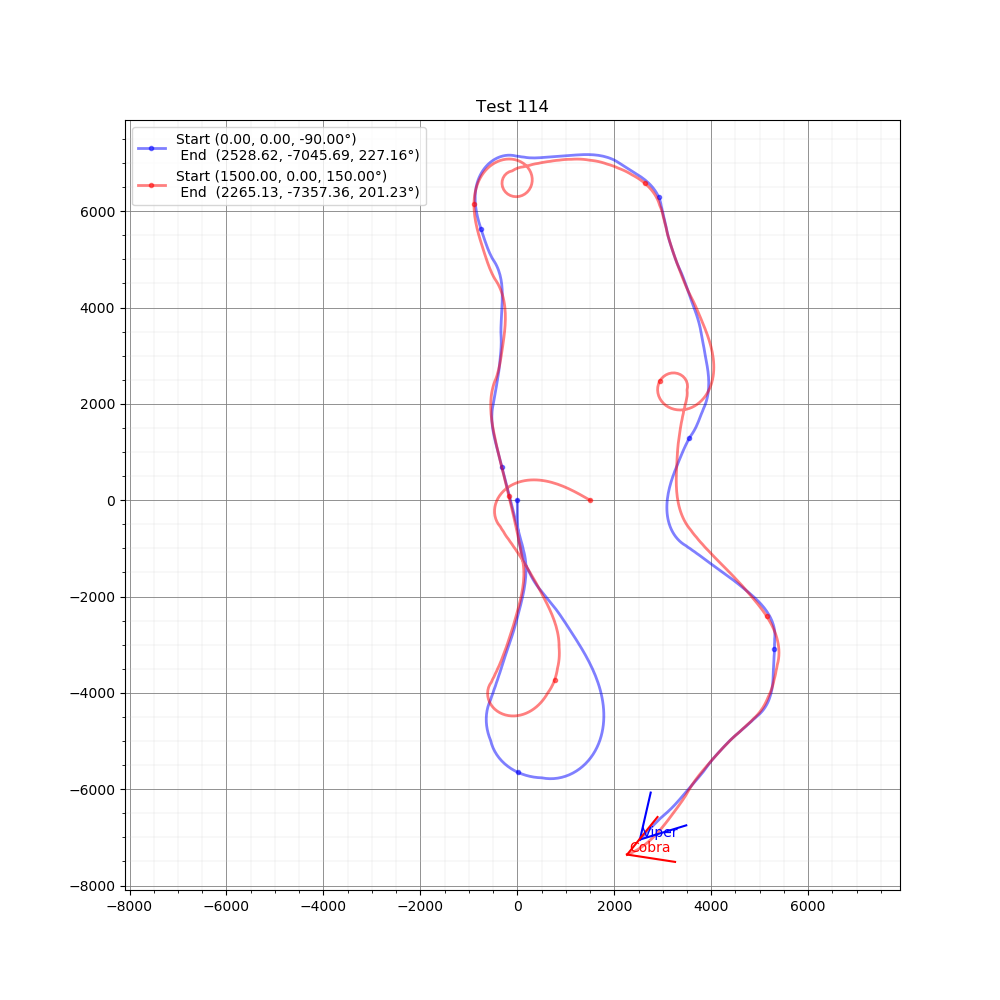 Test 114
Start (0.00, 0.00, -90.00°)
End  (2528.62, -7045.69, 227.16°)
Start (1500.00, 0.00, 150.00°)
End  (2265.13, -7357.36, 201.23°)
6000
4000
2000
0
−2000
−4000
−6000
−8000
Viper
Cobra
−8000 −6000 −4000 −2000 0 2000 4000 6000